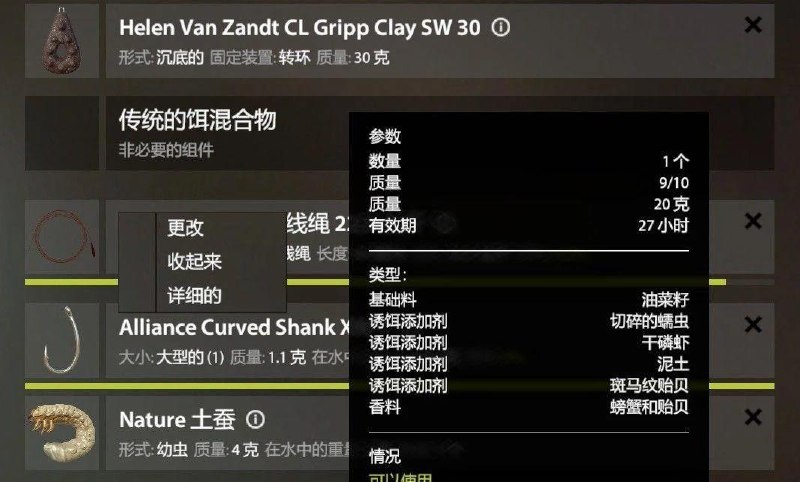 Helen Van Zandt CL Gripp Clay SW 30
形式: 沉底的 固定装置: 转环 质量: 30 克
传统的饵混合物
非必要的组件
线绳 22
线绳 长度
更改
收起来
详细的
Alliance Curved Shank X
大小: 大型的 (1) 质量: 1.1 克 在水中
Nature 土蚕
形式: 幼虫 质量: 4 克 在水中的重量
参数
数量 1 个
质量 9/10
质量 20 克
有效期 27 小时
类型:
基础料 油菜籽
诱饵添加剂 切碎的蠕虫
诱饵添加剂 干磷虾
诱饵添加剂 泥土
诱饵添加剂 斑马纹贻贝
香料 螃蟹和贻贝
情况
可以使用